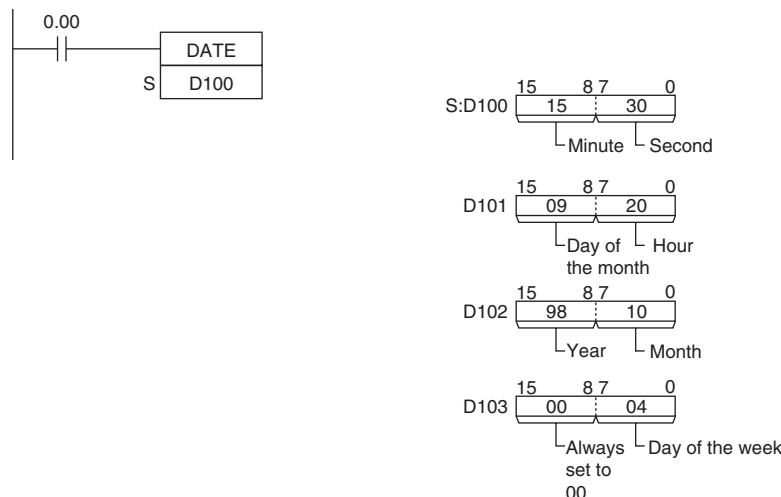 0.00
DATE
S D100
15 8 7 0
S:D100 15 30
Minute Second
15 8 7 0
D101 09 20
Day of the month Hour
15 8 7 0
D102 98 10
Year Month
15 8 7 0
D103 00 04
Always set to 00 Day of the week